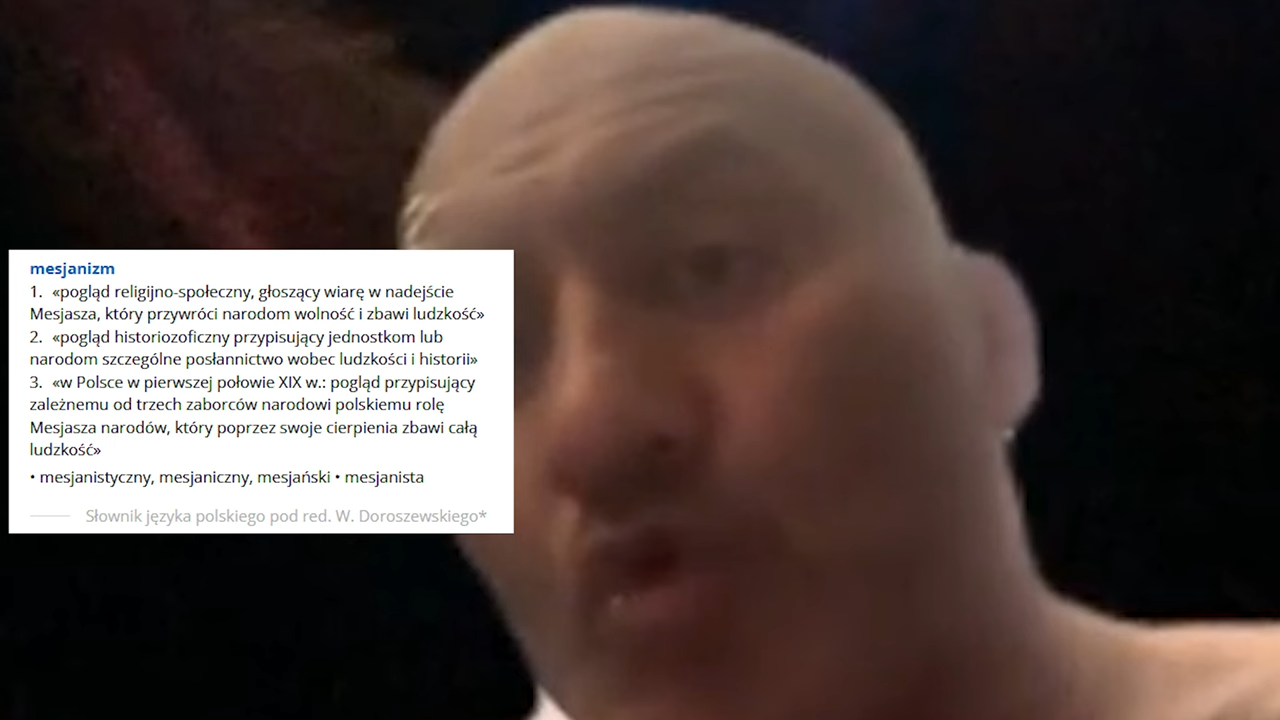 mesjanizm
1. «pogląd religijno-społeczny, głoszący wiarę w nadejście
Mesjasza, który przywróci narodom wolność i zbawi ludzkość»
2. «pogląd historiozoficzny przypisujący jednostkom lub
narodom szczególne posłannictwo wobec ludzkości i historii»
3. «w Polsce w pierwszej połowie XIX w.: pogląd przypisujący
zależnemu od trzech zaborców narodowi polskiemu rolę
Mesjasza narodów, który poprzez swoje cierpienia zbawi całą
ludzkość»
• mesjanistyczny, mesjaniczny, mesjański • mesjanista
Słownik języka polskiego pod red. W. Doroszewskiego*